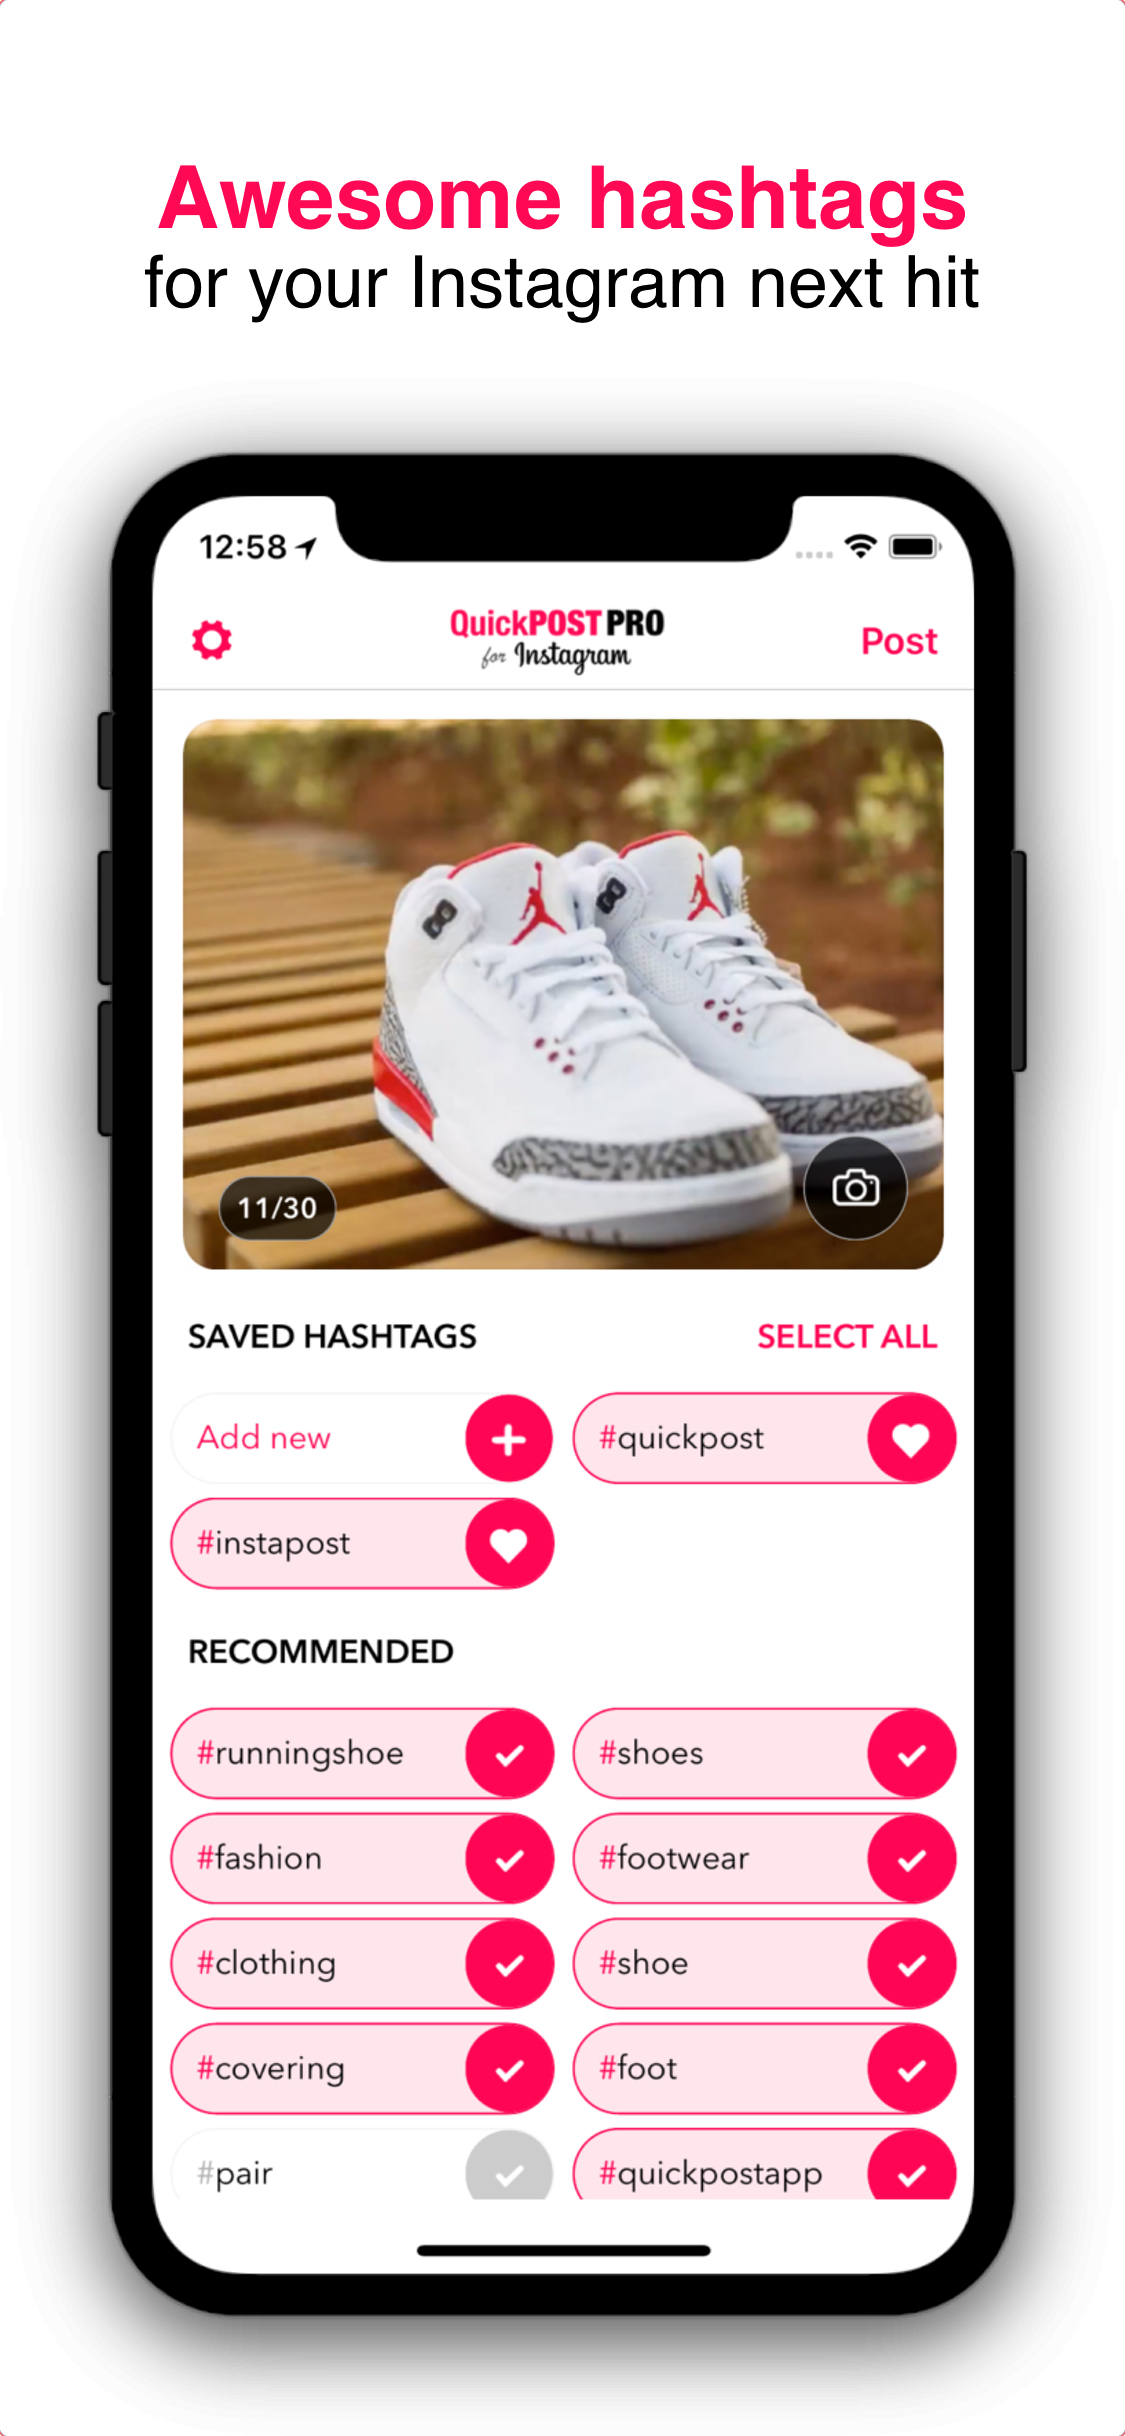 Awesome hashtags
for your Instagram next hit
12:58
QuickPOST PRO
for Instagram
Post
11/30
SAVED HASHTAGS
SELECT ALL
Add new
#quickpost
#instapost
RECOMMENDED
#runningshoe
#shoes
#fashion
#footwear
#clothing
#shoe
#covering
#foot
#pair
#quickpostapp